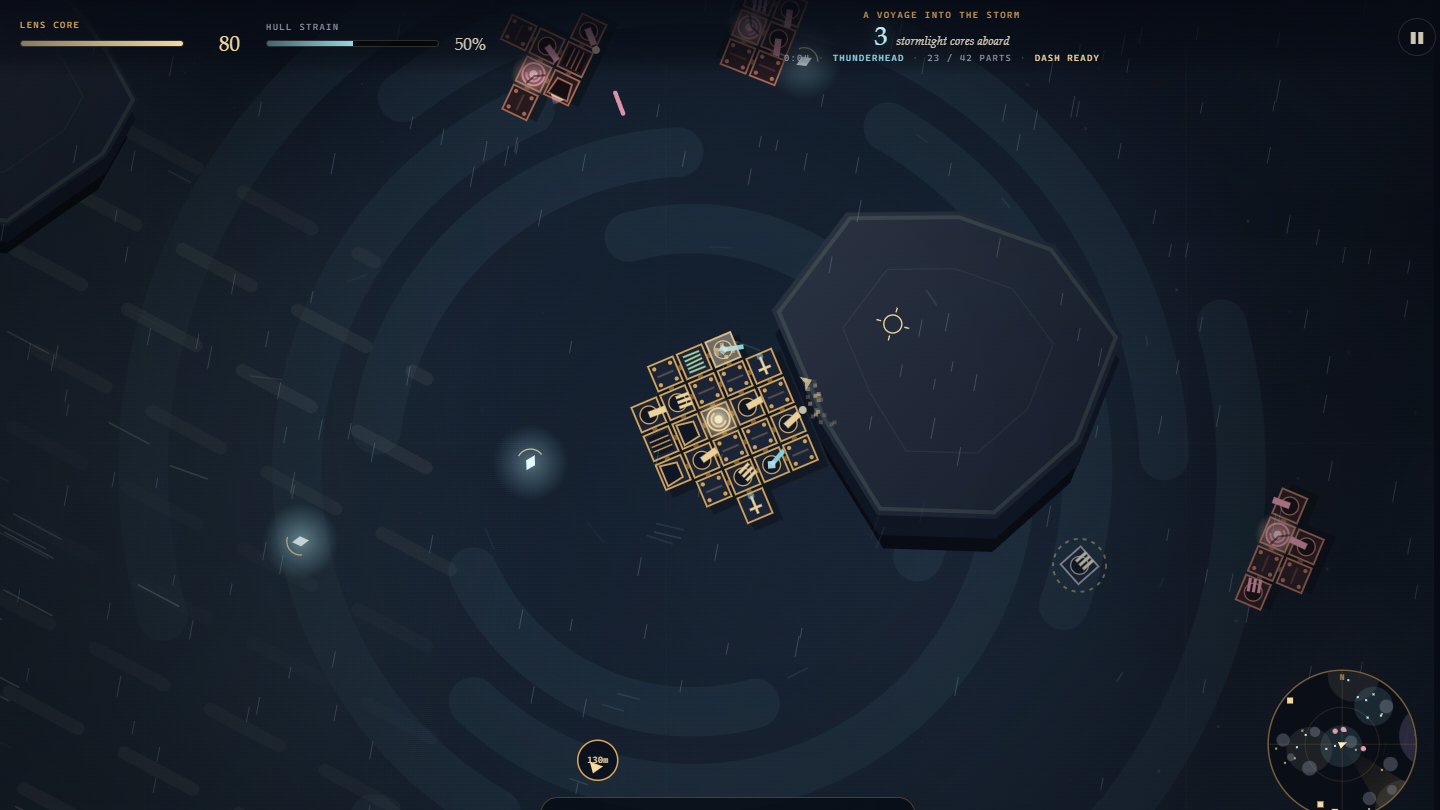 LENS CORE
80
HULL STRAIN
50%
A VOYAGE INTO THE STORM
3 stormlight cores aboard
THUNDERHEAD · 23 / 42 PARTS · DASH READY
130m
N